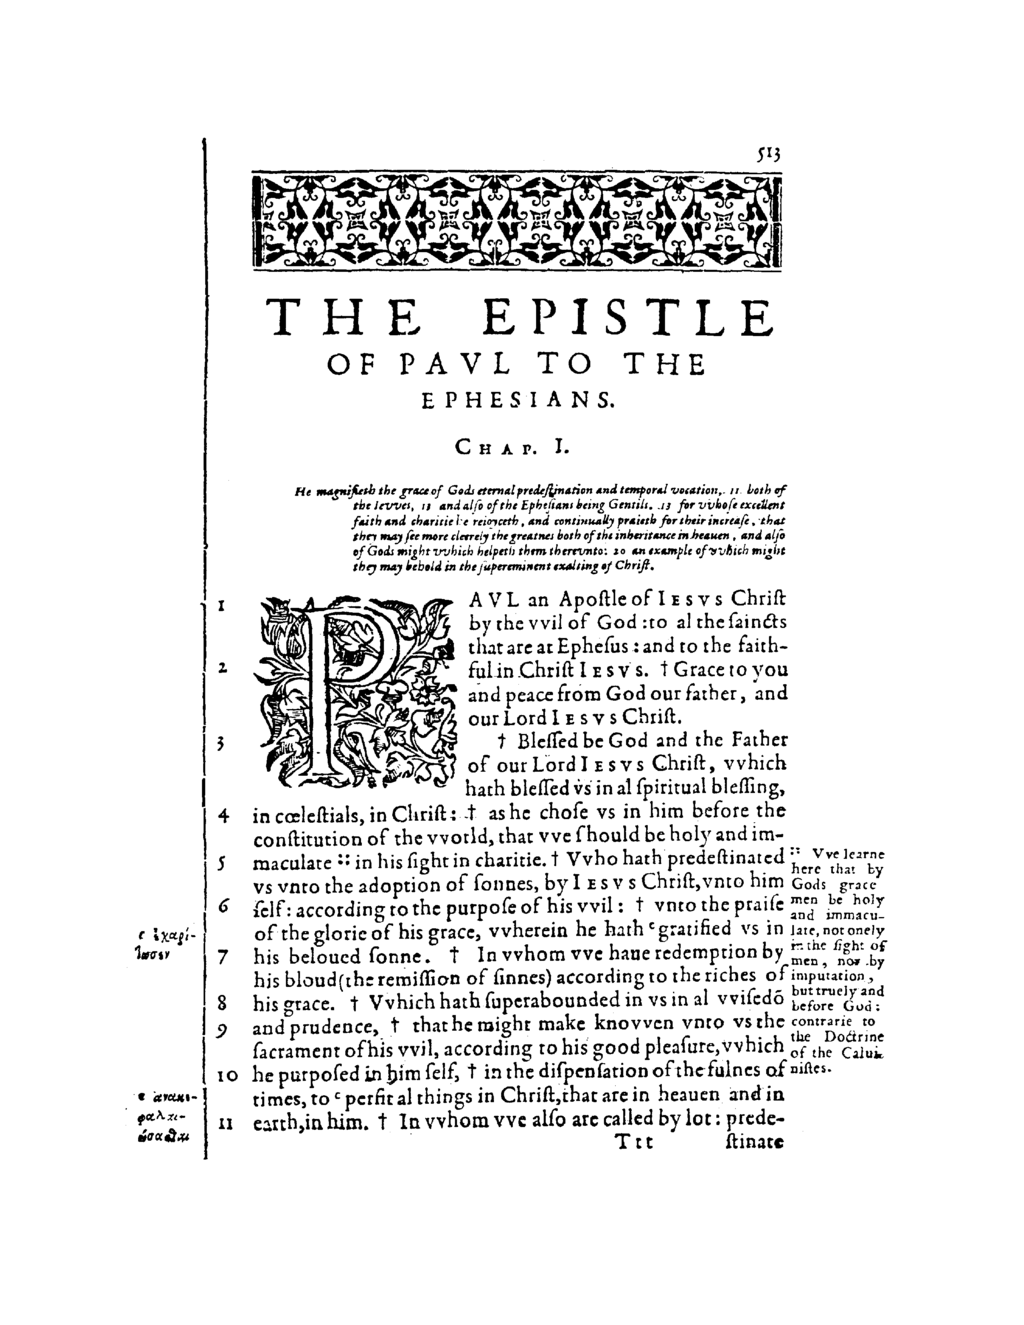 513
THE EPISTLE
OF PAVL TO THE
EPHESIANS.
CHAP. I.
He magnifieth the grace of Gods eternal predeſtination and temporal vocation, 11 both of
the Ievves, 13 and alſo of the Epheſians being Gentils. 13 for vvhoſe excellent
faith and charitie he reioyceth, and continually praieth for their increaſe, that
they may ſee more cleerely the greatnes both of the inheritance in heauen, and alſo
of Gods might vvhich helpeth them therevnto: 20 an example of vvhich might
they may behold in the ſupereminent exalting of Chriſt.
1 PAVL an Apoſtle of IESVS Chriſt
by the vvil of God: to al the ſaincts
that are at Epheſus: and to the faith-
2 ful in Chriſt IESVS. † Grace to you
and peace from God our father, and
our Lord IESVS Chriſt.
3 † Bleſſed be God and the Father
of our Lord IESVS Chriſt, vvhich
hath bleſſed vs in al ſpiritual bleſſing,
4 in cœleſtials, in Chriſt: † as he choſe vs in him before the
conſtitution of the vvorld, that vve ſhould be holy and im-
5 maculate :: in his ſight in charitie. † Vvho hath predeſtinated
vs vnto the adoption of ſonnes, by IESVS Chriſt, vnto him
6 ſelf: according to the purpoſe of his vvil: † vnto the praiſe
of the glorie of his grace, vvherein he hath ᶜgratified vs in
7 his beloued ſonne. † In vvhom vve haue redemption by
his bloud (the remiſſion of ſinnes) according to the riches of
8 his grace. † Vvhich hath ſuperabounded in vs in al vviſedõ
9 and prudence, † that he might make knovven vnto vs the
ſacrament of his vvil, according to his good pleaſure, vvhich
10 he purpoſed in him ſelf, † in the diſpenſation of the fulnes of
times, to ᶜperfit al things in Chriſt, that are in heauen and in
11 earth, in him. † In vvhom vve alſo are called by lot: prede-
Ttt ſtinate
:: Vve learne
here that by
Gods grace
men be holy
and immacu-
late, not onely
in the ſight of
men, nor by
imputation,
but truely and
before God:
contrarie to
the Doctrine
of the Calui-
niſtes.
ᶜ ἐχαρί-
τωσεν
ᶜ ἀνακε-
φαλαι-
ώσασθαι